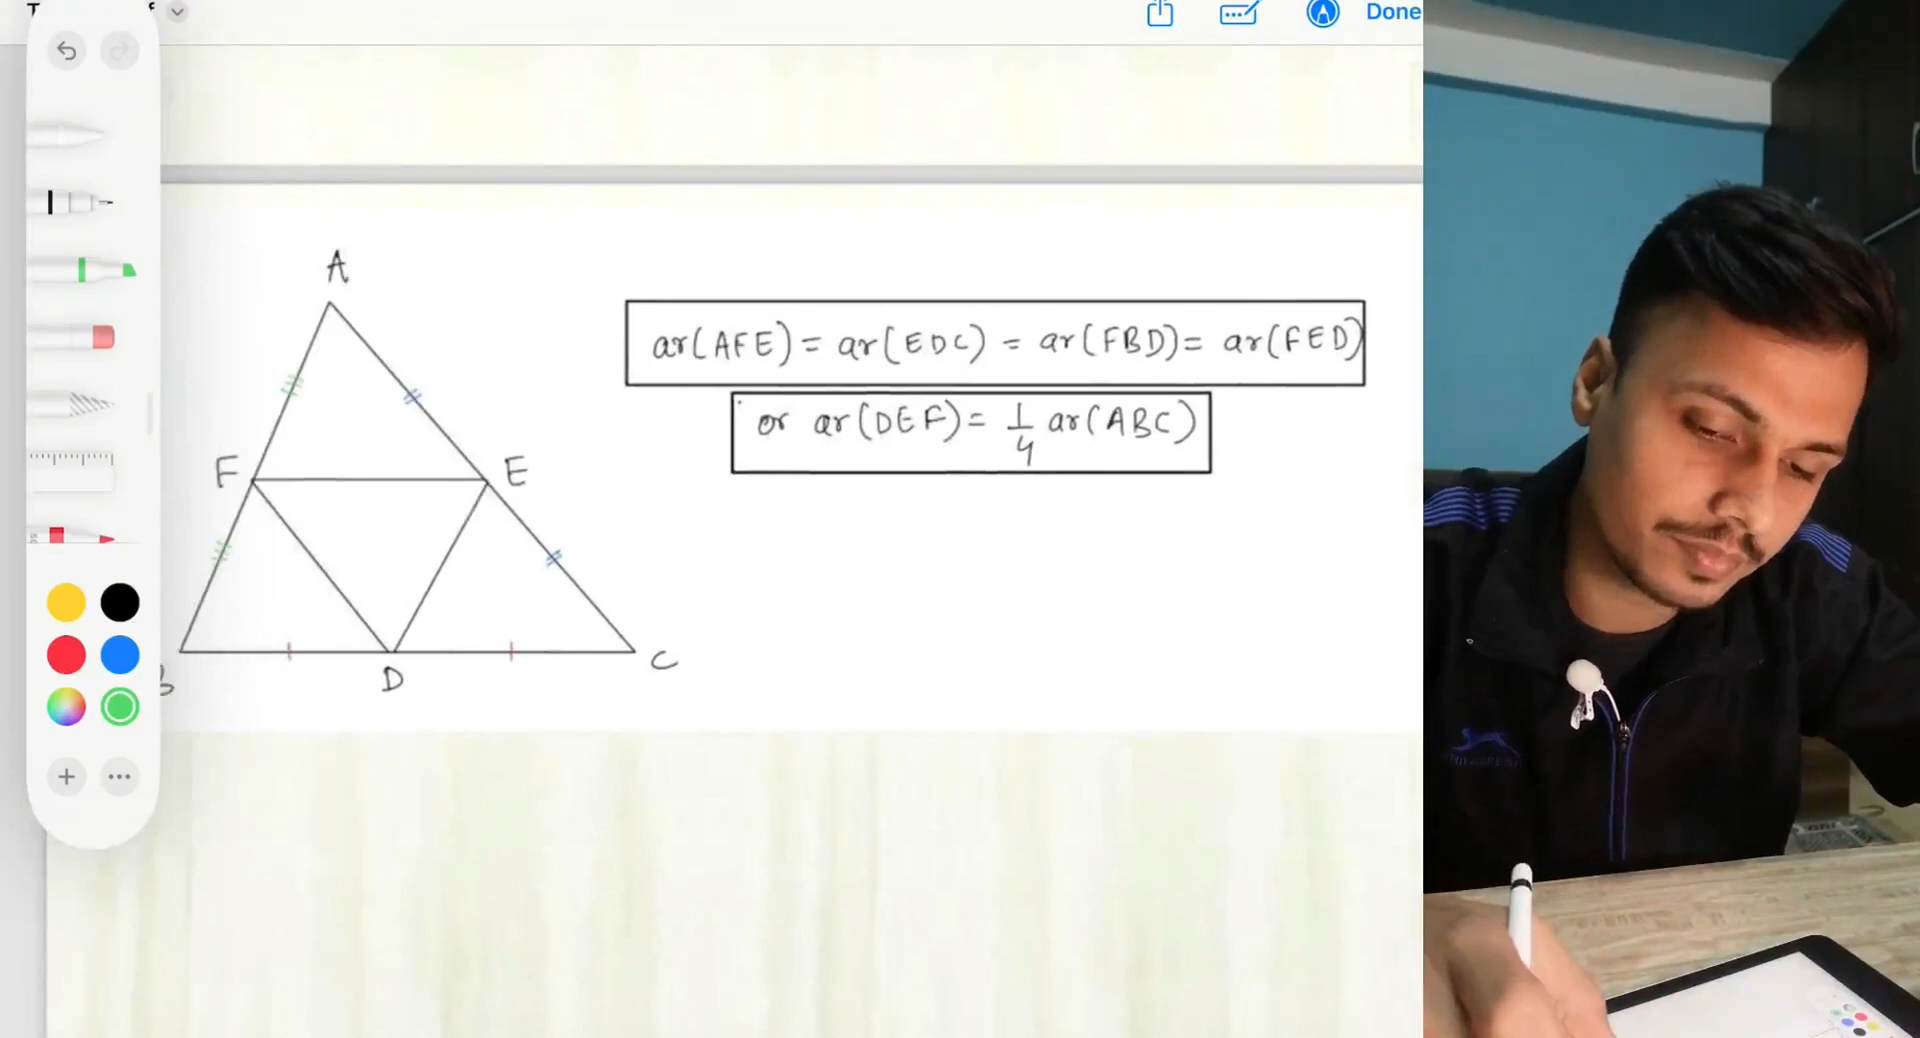 Done
A
ar(AFE) = ar(EDC) = ar(FBD) = ar(FED)
or ar(DEF) = 1/4 ar(ABC)
F E
D C